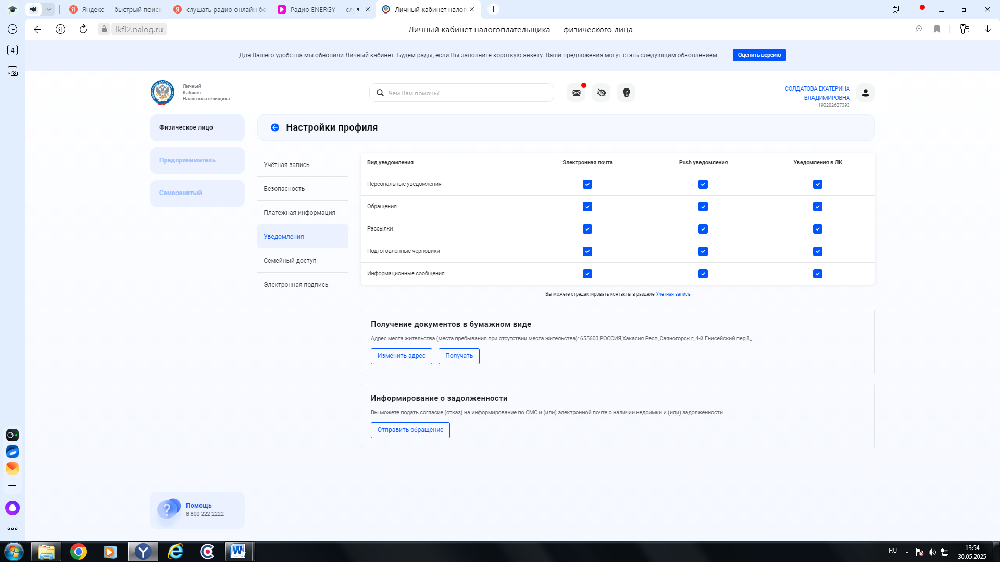 Яндекс — быстрый поиск
слушать радио онлайн бе
Радио ENERGY — слу
Личный кабинет налого
lkfl2.nalog.ru
Личный кабинет налогоплательщика — физического лица
4
Для Вашего удобства мы обновили Личный кабинет. Будем рады, если Вы заполните короткую анкету. Ваши предложения могут стать следующим обновлением
Оценить версию
Личный
Кабинет
Налогоплательщика
Чем Вам помочь?
СОЛДАТОВА ЕКАТЕРИНА
ВЛАДИМИРОВНА
190202687393
Физическое лицо
Предприниматель
Самозанятый
Настройки профиля
Учётная запись
Безопасность
Платежная информация
Уведомления
Семейный доступ
Электронная подпись
Вид уведомления Электронная почта Push уведомления Уведомления в ЛК
Персональные уведомления
Обращения
Рассылки
Подготовленные черновики
Информационные сообщения
Вы можете отредактировать контакты в разделе Учетная запись
Получение документов в бумажном виде
Адрес места жительства (места пребывания при отсутствии места жительства): 655603,РОССИЯ,Хакасия Респ,,Саяногорск г,,4-й Енисейский пер,8,,
Изменить адрес
Получать
Информирование о задолженности
Вы можете подать согласие (отказ) на информирование по СМС и (или) электронной почте о наличии недоимки и (или) задолженности
Отправить обращение
Помощь
8 800 222 2222
RU
13:54
30.05.2025